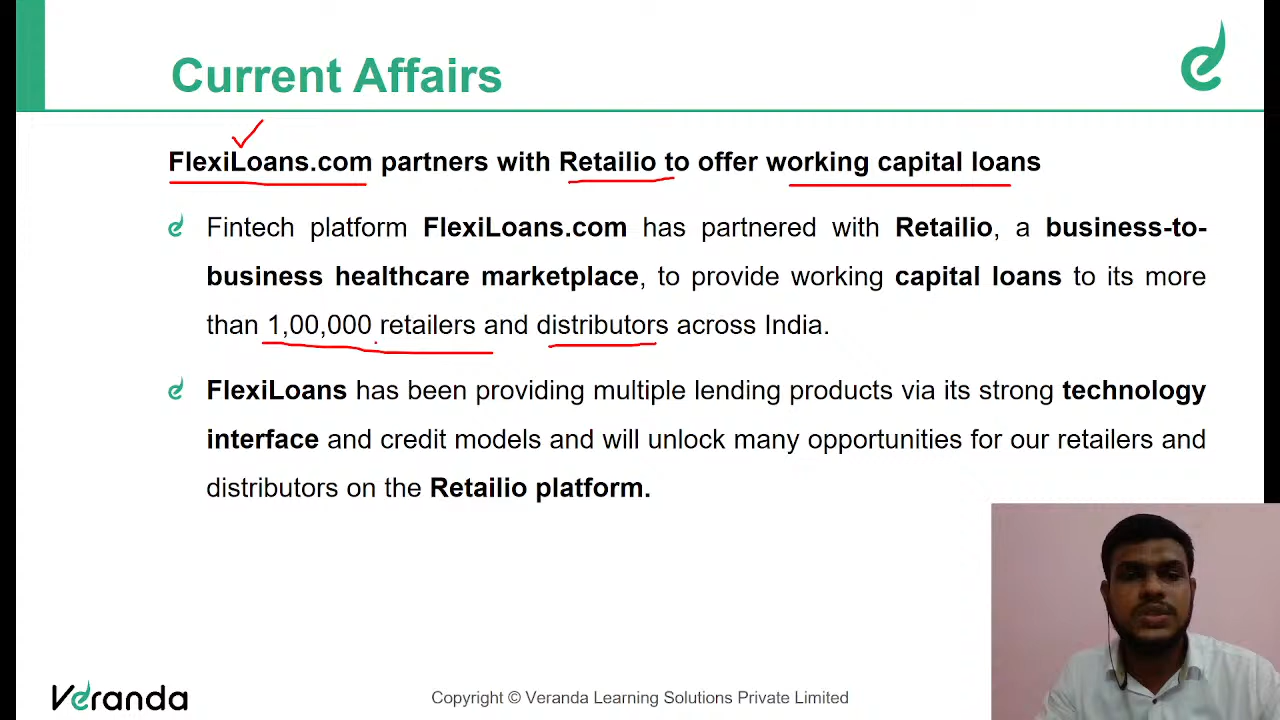 Current Affairs
FlexiLoans.com partners with Retailio to offer working capital loans
Fintech platform FlexiLoans.com has partnered with Retailio, a business-to-
business healthcare marketplace, to provide working capital loans to its more
than 1,00,000 retailers and distributors across India.
FlexiLoans has been providing multiple lending products via its strong technology
interface and credit models and will unlock many opportunities for our retailers and
distributors on the Retailio platform.
Veranda
Copyright © Veranda Learning Solutions Private Limited